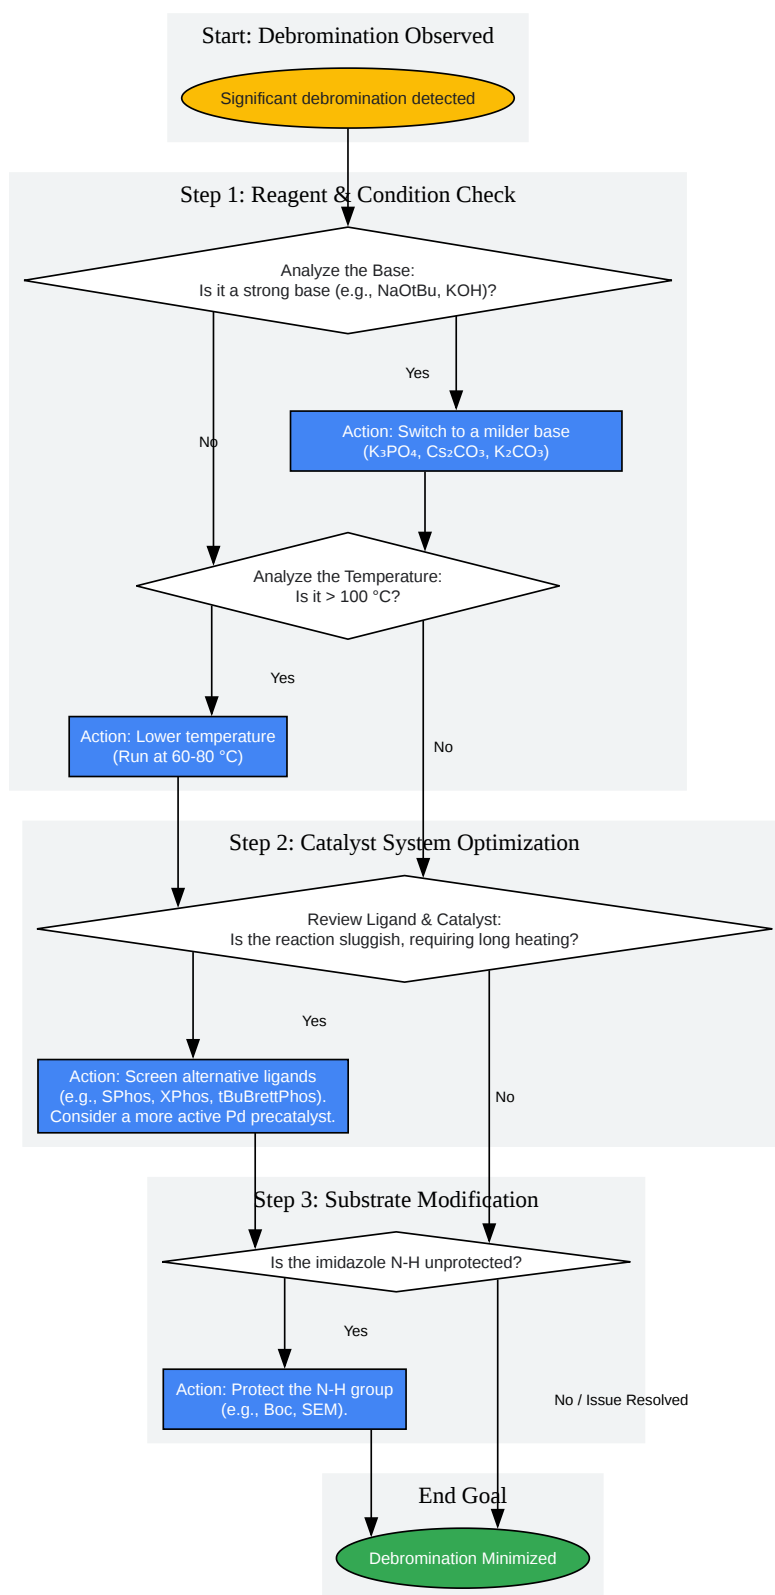 Start: Debromination Observed
Significant debromination detected
Step 1: Reagent & Condition Check
Analyze the Base:
Is it a strong base (e.g., NaOtBu, KOH)?
Yes
Action: Switch to a milder base
(K₃PO₄, Cs₂CO₃, K₂CO₃)
No
Analyze the Temperature:
Is it > 100 °C?
Yes
Action: Lower temperature
(Run at 60-80 °C)
No
Step 2: Catalyst System Optimization
Review Ligand & Catalyst:
Is the reaction sluggish, requiring long heating?
Yes
Action: Screen alternative ligands
(e.g., SPhos, XPhos, tBuBrettPhos).
Consider a more active Pd precatalyst.
No
Step 3: Substrate Modification
Is the imidazole N-H unprotected?
Yes
Action: Protect the N-H group
(e.g., Boc, SEM).
No / Issue Resolved
End Goal
Debromination Minimized